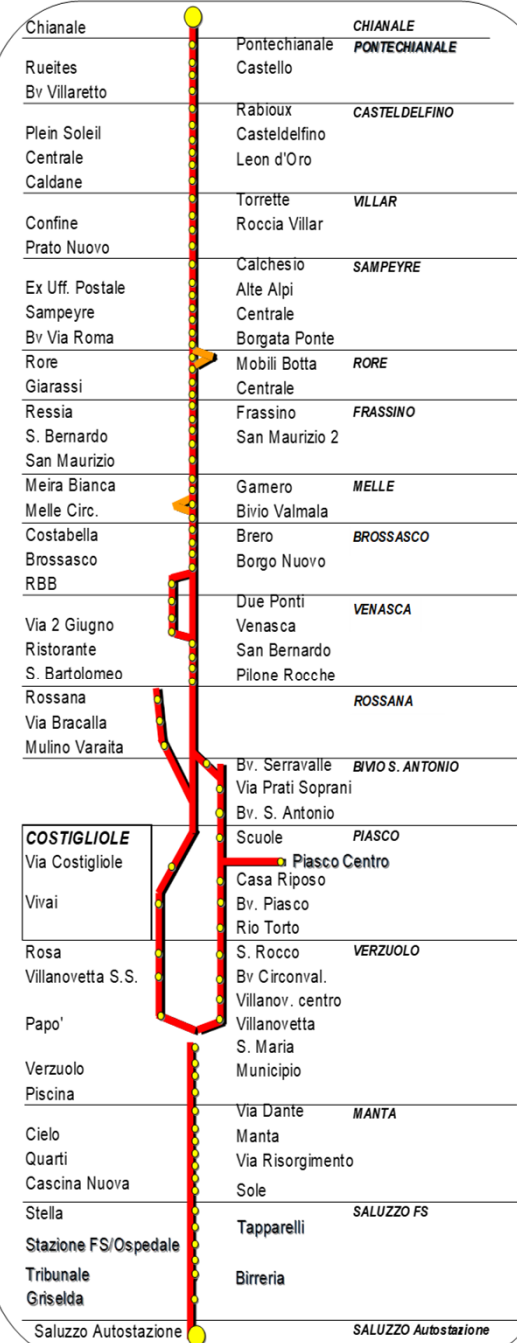 Chianale CHIANALE
Pontechianale PONTECHIANALE
Rueites Castello
Bv Villaretto
Rabioux CASTELDELFINO
Plein Soleil Casteldelfino
Centrale Leon d'Oro
Caldane
Torrette VILLAR
Confine Roccia Villar
Prato Nuovo
Calchesio SAMPEYRE
Ex Uff. Postale Alte Alpi
Sampeyre Centrale
Bv Via Roma Borgata Ponte
Rore Mobili Botta RORE
Giarassi Centrale
Ressia Frassino FRASSINO
S. Bernardo San Maurizio 2
San Maurizio
Meira Bianca Gamero MELLE
Melle Circ. Bivio Valmala
Costabella Brero BROSSASCO
Brossasco Borgo Nuovo
RBB
Due Ponti VENASCA
Via 2 Giugno Venasca
Ristorante San Bernardo
S. Bartolomeo Pilone Rocche
Rossana ROSSANA
Via Bracalla
Mulino Varaita
Bv. Serravalle BIVIO S. ANTONIO
Via Prati Soprani
Bv. S. Antonio
COSTIGLIOLE Scuole PIASCO
Via Costigliole Piasco Centro
Casa Riposo
Vivai Bv. Piasco
Rio Torto
Rosa S. Rocco VERZUOLO
Villanovetta S.S. Bv Circonval.
Villanov. centro
Papo' Villanovetta
S. Maria
Verzuolo Municipio
Piscina
Via Dante MANTA
Cielo Manta
Quarti Via Risorgimento
Cascina Nuova Sole
Stella SALUZZO FS
Tapparelli
Stazione FS/Ospedale
Tribunale Birreria
Griselda
Saluzzo Autostazione SALUZZO Autostazione